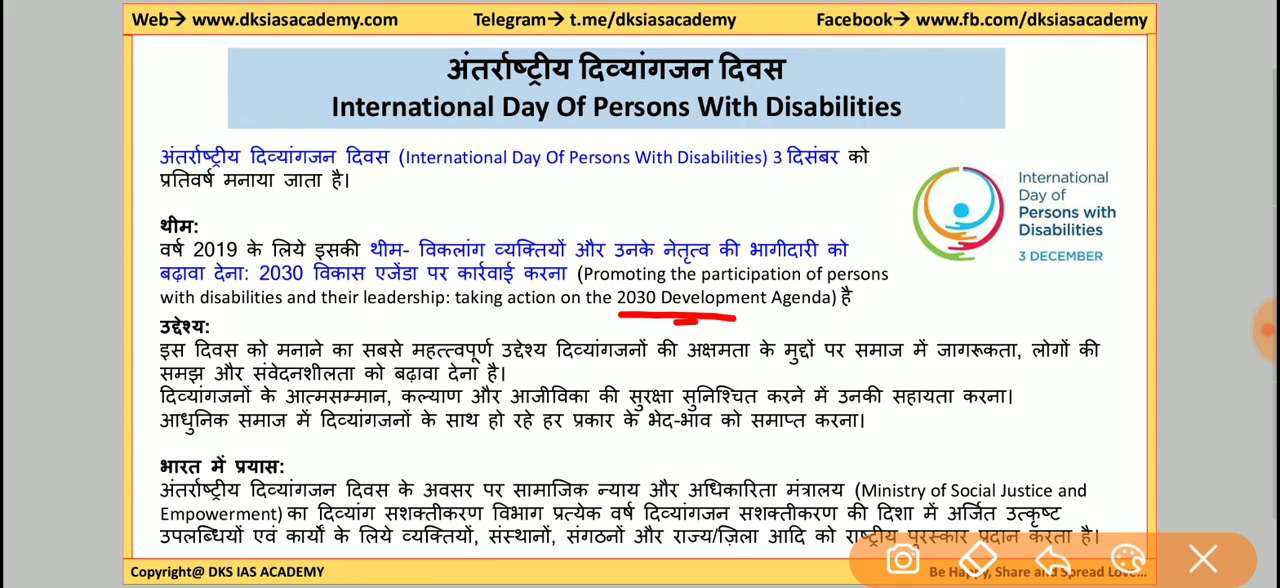 Web→ www.dksiasacademy.com Telegram→ t.me/dksiasacademy Facebook→ www.fb.com/dksiasacademy
अंतर्राष्ट्रीय दिव्यांगजन दिवस
International Day Of Persons With Disabilities
अंतर्राष्ट्रीय दिव्यांगजन दिवस (International Day Of Persons With Disabilities) 3 दिसंबर को
प्रतिवर्ष मनाया जाता है।
International
Day of
Persons with
Disabilities
3 DECEMBER
थीम:
वर्ष 2019 के लिये इसकी थीम- विकलांग व्यक्तियों और उनके नेतृत्व की भागीदारी को
बढ़ावा देना: 2030 विकास एजेंडा पर कार्रवाई करना (Promoting the participation of persons
with disabilities and their leadership: taking action on the 2030 Development Agenda) है
उद्देश्य:
इस दिवस को मनाने का सबसे महत्त्वपूर्ण उद्देश्य दिव्यांगजनों की अक्षमता के मुद्दों पर समाज में जागरूकता, लोगों की
समझ और संवेदनशीलता को बढ़ावा देना है।
दिव्यांगजनों के आत्मसम्मान, कल्याण और आजीविका की सुरक्षा सुनिश्चित करने में उनकी सहायता करना।
आधुनिक समाज में दिव्यांगजनों के साथ हो रहे हर प्रकार के भेद-भाव को समाप्त करना।
भारत में प्रयास:
अंतर्राष्ट्रीय दिव्यांगजन दिवस के अवसर पर सामाजिक न्याय और अधिकारिता मंत्रालय (Ministry of Social Justice and
Empowerment) का दिव्यांग सशक्तीकरण विभाग प्रत्येक वर्ष दिव्यांगजन सशक्तीकरण की दिशा में अर्जित उत्कृष्ट
उपलब्धियों एवं कार्यों के लिये व्यक्तियों, संस्थानों, संगठनों और राज्य/ज़िला आदि को राष्ट्रीय पुरस्कार प्रदान करता है।
Copyright@ DKS IAS ACADEMY Be Happy, Share and Spread Love...